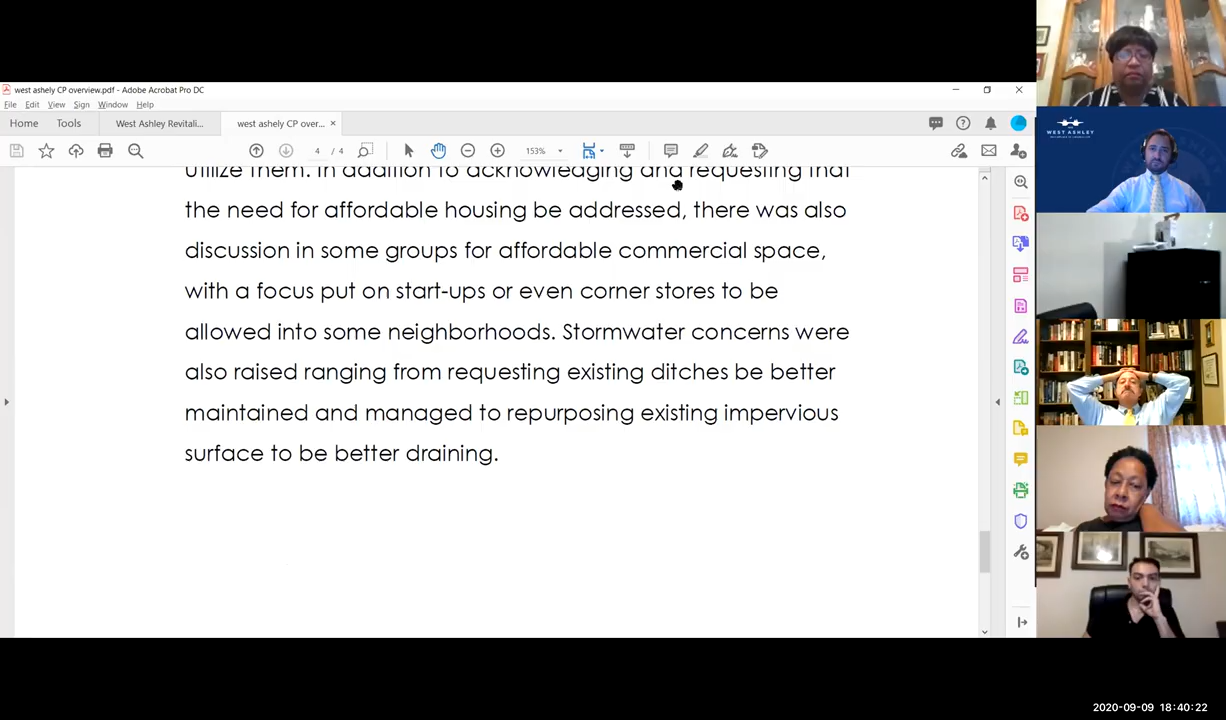 west ashely CP overview.pdf - Adobe Acrobat Pro DC
File Edit View Sign Window Help
Home Tools West Ashley Revitali... west ashely CP over... ×
4 / 4 153%
utilize them. In addition to acknowledging and requesting that
the need for affordable housing be addressed, there was also
discussion in some groups for affordable commercial space,
with a focus put on start-ups or even corner stores to be
allowed into some neighborhoods. Stormwater concerns were
also raised ranging from requesting existing ditches be better
maintained and managed to repurposing existing impervious
surface to be better draining.
WEST ASHLEY
2020-09-09 18:40:22